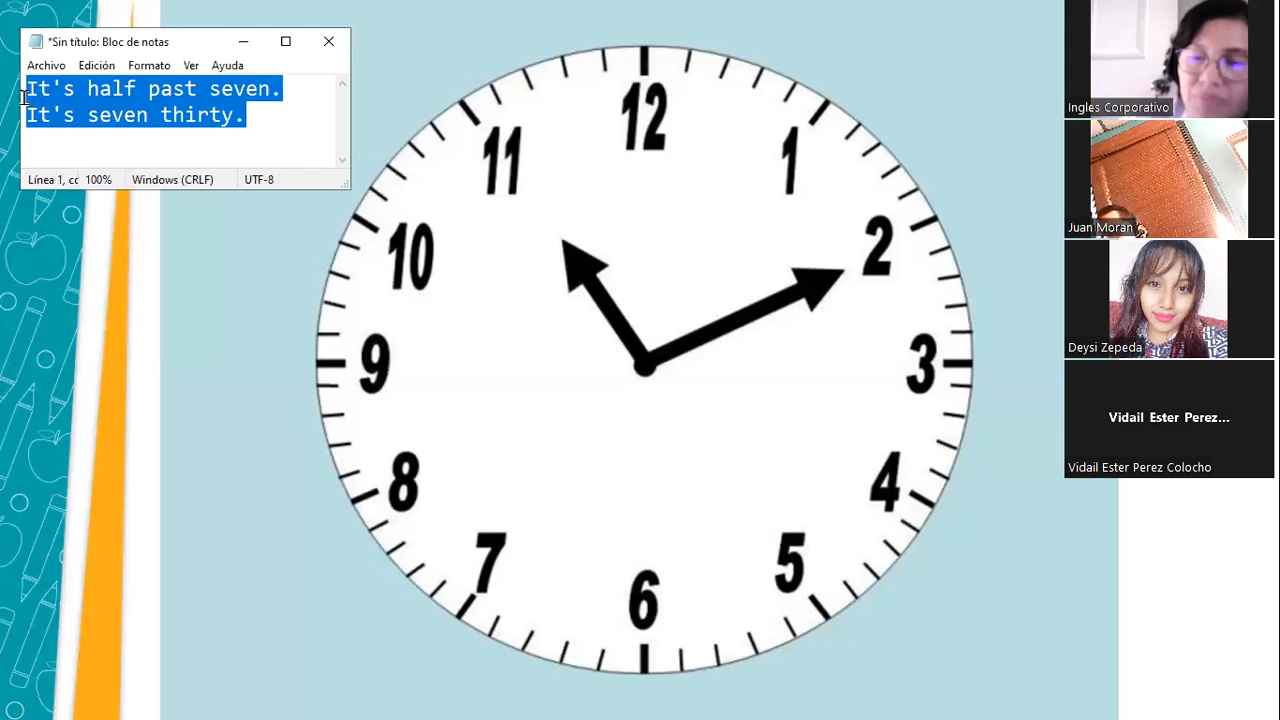 *Sin título: Bloc de notas
Archivo Edición Formato Ver Ayuda
It's half past seven.
It's seven thirty.
Línea 1, cc 100% Windows (CRLF) UTF-8
12
1
2
3
4
5
6
7
8
9
10
11
Ingles Corporativo
Juan Moran
Deysi Zepeda
Vidail Ester Perez...
Vidail Ester Perez Colocho